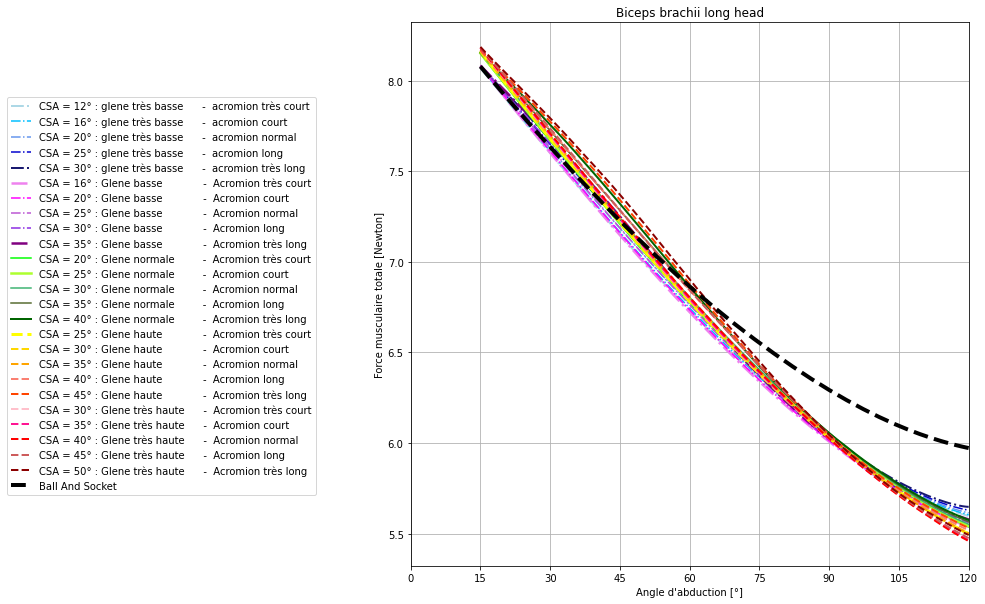 Biceps brachii long head
CSA = 12° : glene très basse - acromion très court
CSA = 16° : glene très basse - acromion court
CSA = 20° : glene très basse - acromion normal
CSA = 25° : glene très basse - acromion long
CSA = 30° : glene très basse - acromion très long
CSA = 16° : Glene basse - Acromion très court
CSA = 20° : Glene basse - Acromion court
CSA = 25° : Glene basse - Acromion normal
CSA = 30° : Glene basse - Acromion long
CSA = 35° : Glene basse - Acromion très long
CSA = 20° : Glene normale - Acromion très court
CSA = 25° : Glene normale - Acromion court
CSA = 30° : Glene normale - Acromion normal
CSA = 35° : Glene normale - Acromion long
CSA = 40° : Glene normale - Acromion très long
CSA = 25° : Glene haute - Acromion très court
CSA = 30° : Glene haute - Acromion court
CSA = 35° : Glene haute - Acromion normal
CSA = 40° : Glene haute - Acromion long
CSA = 45° : Glene haute - Acromion très long
CSA = 30° : Glene très haute - Acromion très court
CSA = 35° : Glene très haute - Acromion court
CSA = 40° : Glene très haute - Acromion normal
CSA = 45° : Glene très haute - Acromion long
CSA = 50° : Glene très haute - Acromion très long
Ball And Socket
Force musculaire totale [Newton]
8.0
7.5
7.0
6.5
6.0
5.5
0 15 30 45 60 75 90 105 120
Angle d'abduction [°]